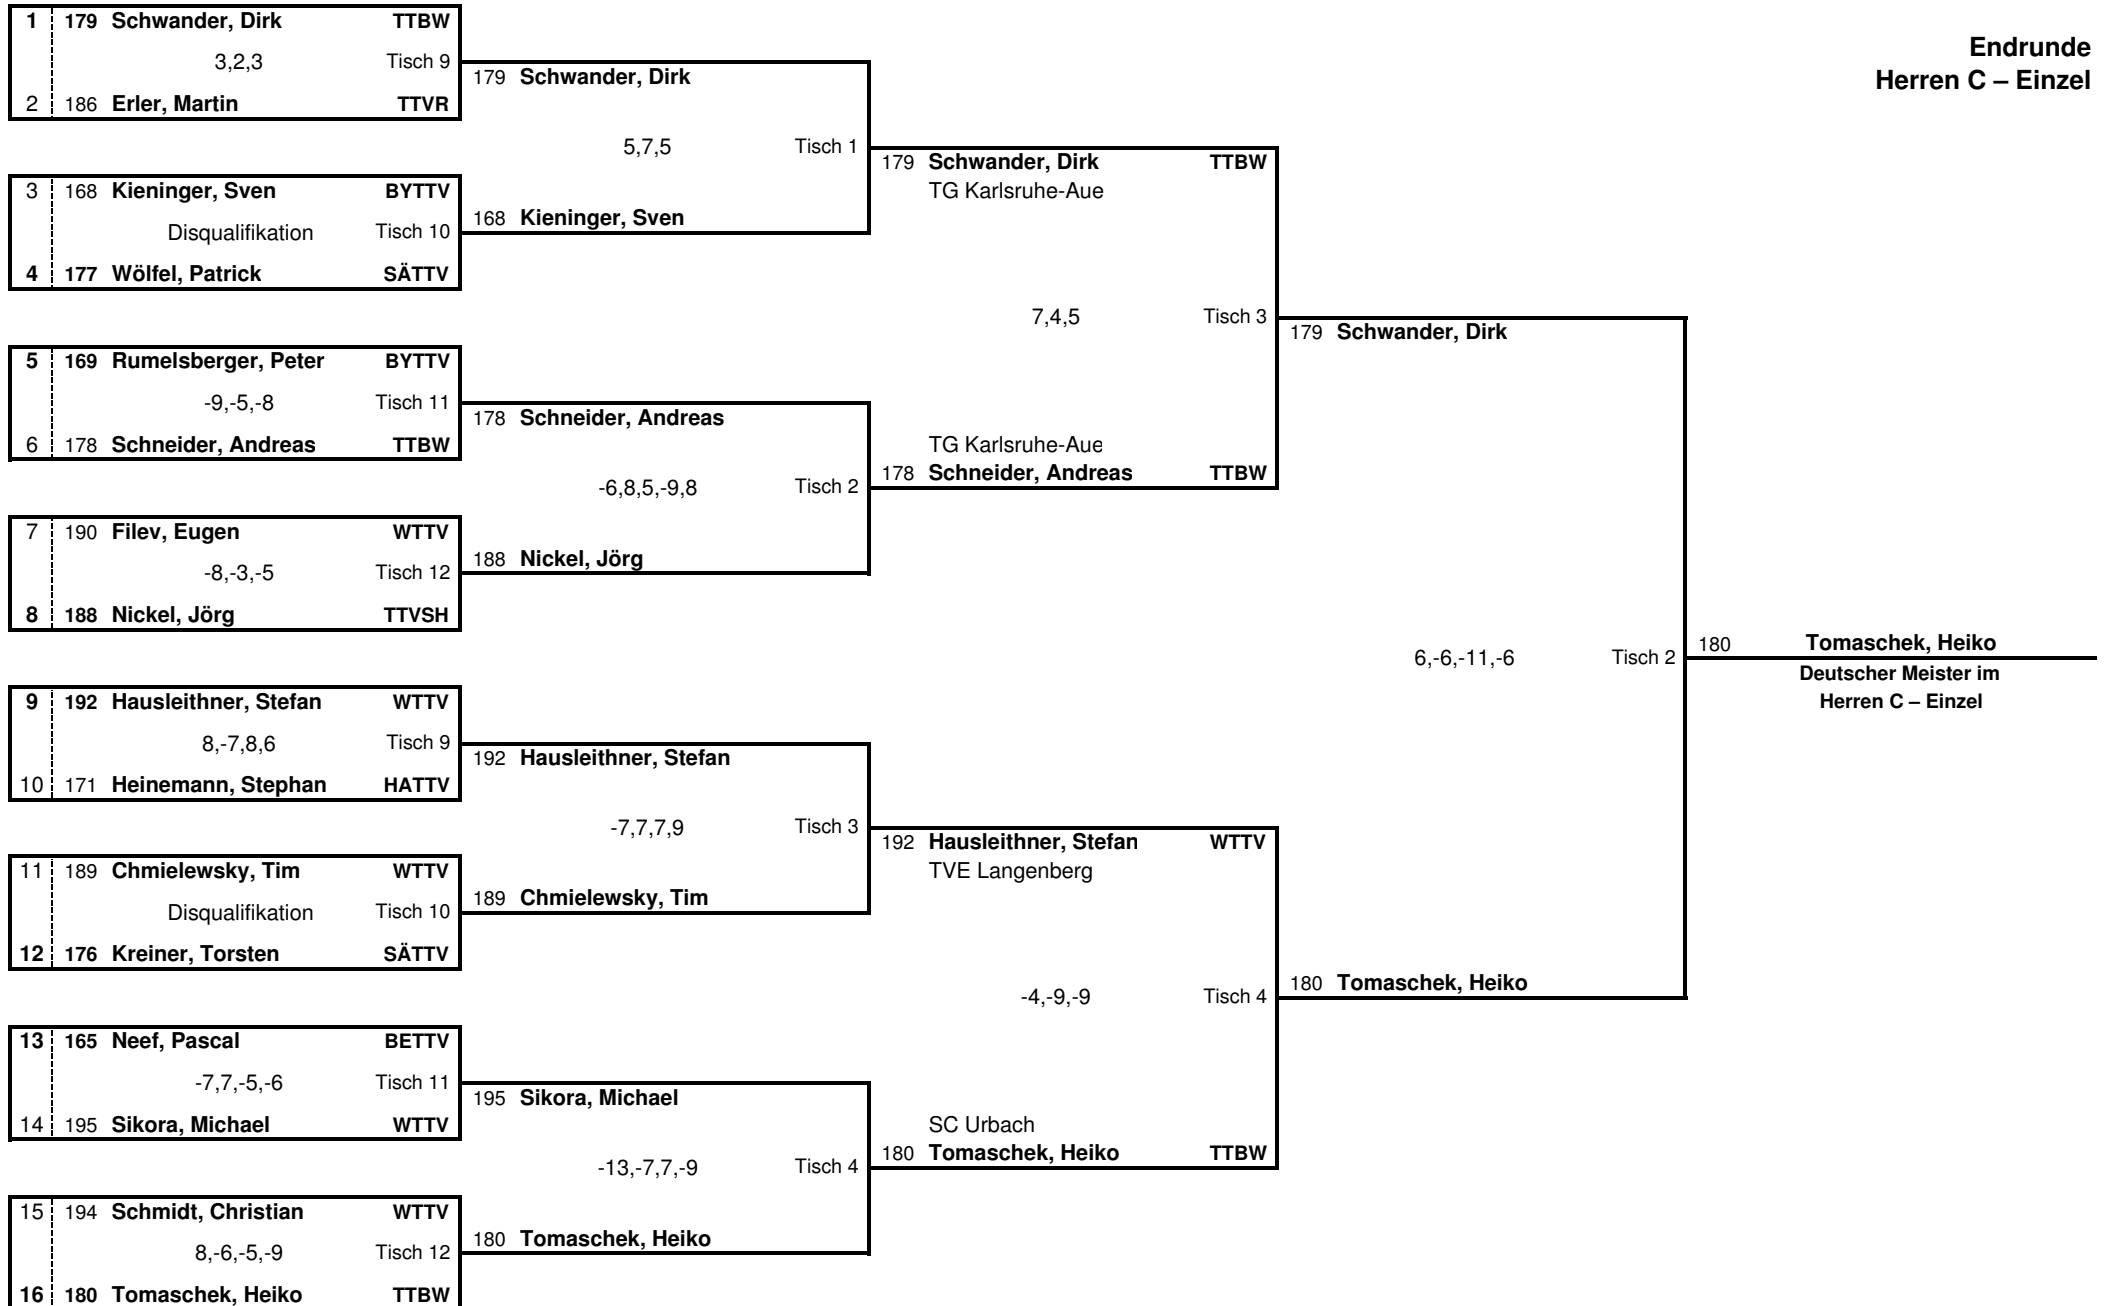 Endrunde
Herren C – Einzel
1 179 Schwander, Dirk TTBW
3,2,3 Tisch 9
2 186 Erler, Martin TTVR
179 Schwander, Dirk
5,7,5 Tisch 1
3 168 Kieninger, Sven BYTTV
Disqualifikation Tisch 10
4 177 Wölfel, Patrick SÄTTV
168 Kieninger, Sven
179 Schwander, Dirk TTBW
TG Karlsruhe-Aue
7,4,5 Tisch 3
5 169 Rumelsberger, Peter BYTTV
-9,-5,-8 Tisch 11
6 178 Schneider, Andreas TTBW
178 Schneider, Andreas
-6,8,5,-9,8 Tisch 2
TG Karlsruhe-Aue
178 Schneider, Andreas TTBW
7 190 Filev, Eugen WTTV
-8,-3,-5 Tisch 12
8 188 Nickel, Jörg TTVSH
188 Nickel, Jörg
179 Schwander, Dirk
6,-6,-11,-6 Tisch 2
180 Tomaschek, Heiko
Deutscher Meister im
Herren C – Einzel
9 192 Hausleithner, Stefan WTTV
8,-7,8,6 Tisch 9
10 171 Heinemann, Stephan HATTV
192 Hausleithner, Stefan
-7,7,7,9 Tisch 3
11 189 Chmielewsky, Tim WTTV
Disqualifikation Tisch 10
12 176 Kreiner, Torsten SÄTTV
189 Chmielewsky, Tim
192 Hausleithner, Stefan WTTV
TVE Langenberg
-4,-9,-9 Tisch 4
180 Tomaschek, Heiko
13 165 Neef, Pascal BETTV
-7,7,-5,-6 Tisch 11
14 195 Sikora, Michael WTTV
195 Sikora, Michael
-13,-7,7,-9 Tisch 4
SC Urbach
180 Tomaschek, Heiko TTBW
15 194 Schmidt, Christian WTTV
8,-6,-5,-9 Tisch 12
16 180 Tomaschek, Heiko TTBW
180 Tomaschek, Heiko